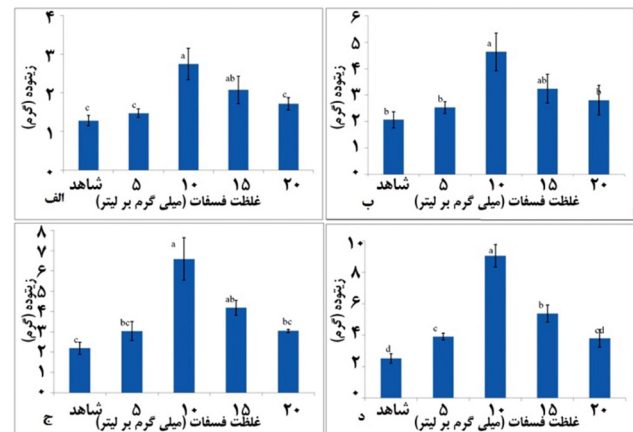 زیتوده (گرم)
۴
۳
۲
۱
۰
c
c
a
ab
c
شاهد ۵ ۱۰ ۱۵ ۲۰
غلظت فسفات (میلی گرم بر لیتر)
الف
زیتوده (گرم)
۶
۵
۴
۳
۲
۱
۰
b
b
a
ab
b
شاهد ۵ ۱۰ ۱۵ ۲۰
غلظت فسفات (میلی گرم بر لیتر)
ب
زیتوده (گرم)
۸
۷
۶
۵
۴
۳
۲
۱
۰
c
bc
a
ab
bc
شاهد ۵ ۱۰ ۱۵ ۲۰
غلظت فسفات (میلی گرم بر لیتر)
ج
زیتوده (گرم)
۱۰
۸
۶
۴
۲
۰
d
c
a
b
cd
شاهد ۵ ۱۰ ۱۵ ۲۰
غلظت فسفات (میلی گرم بر لیتر)
د